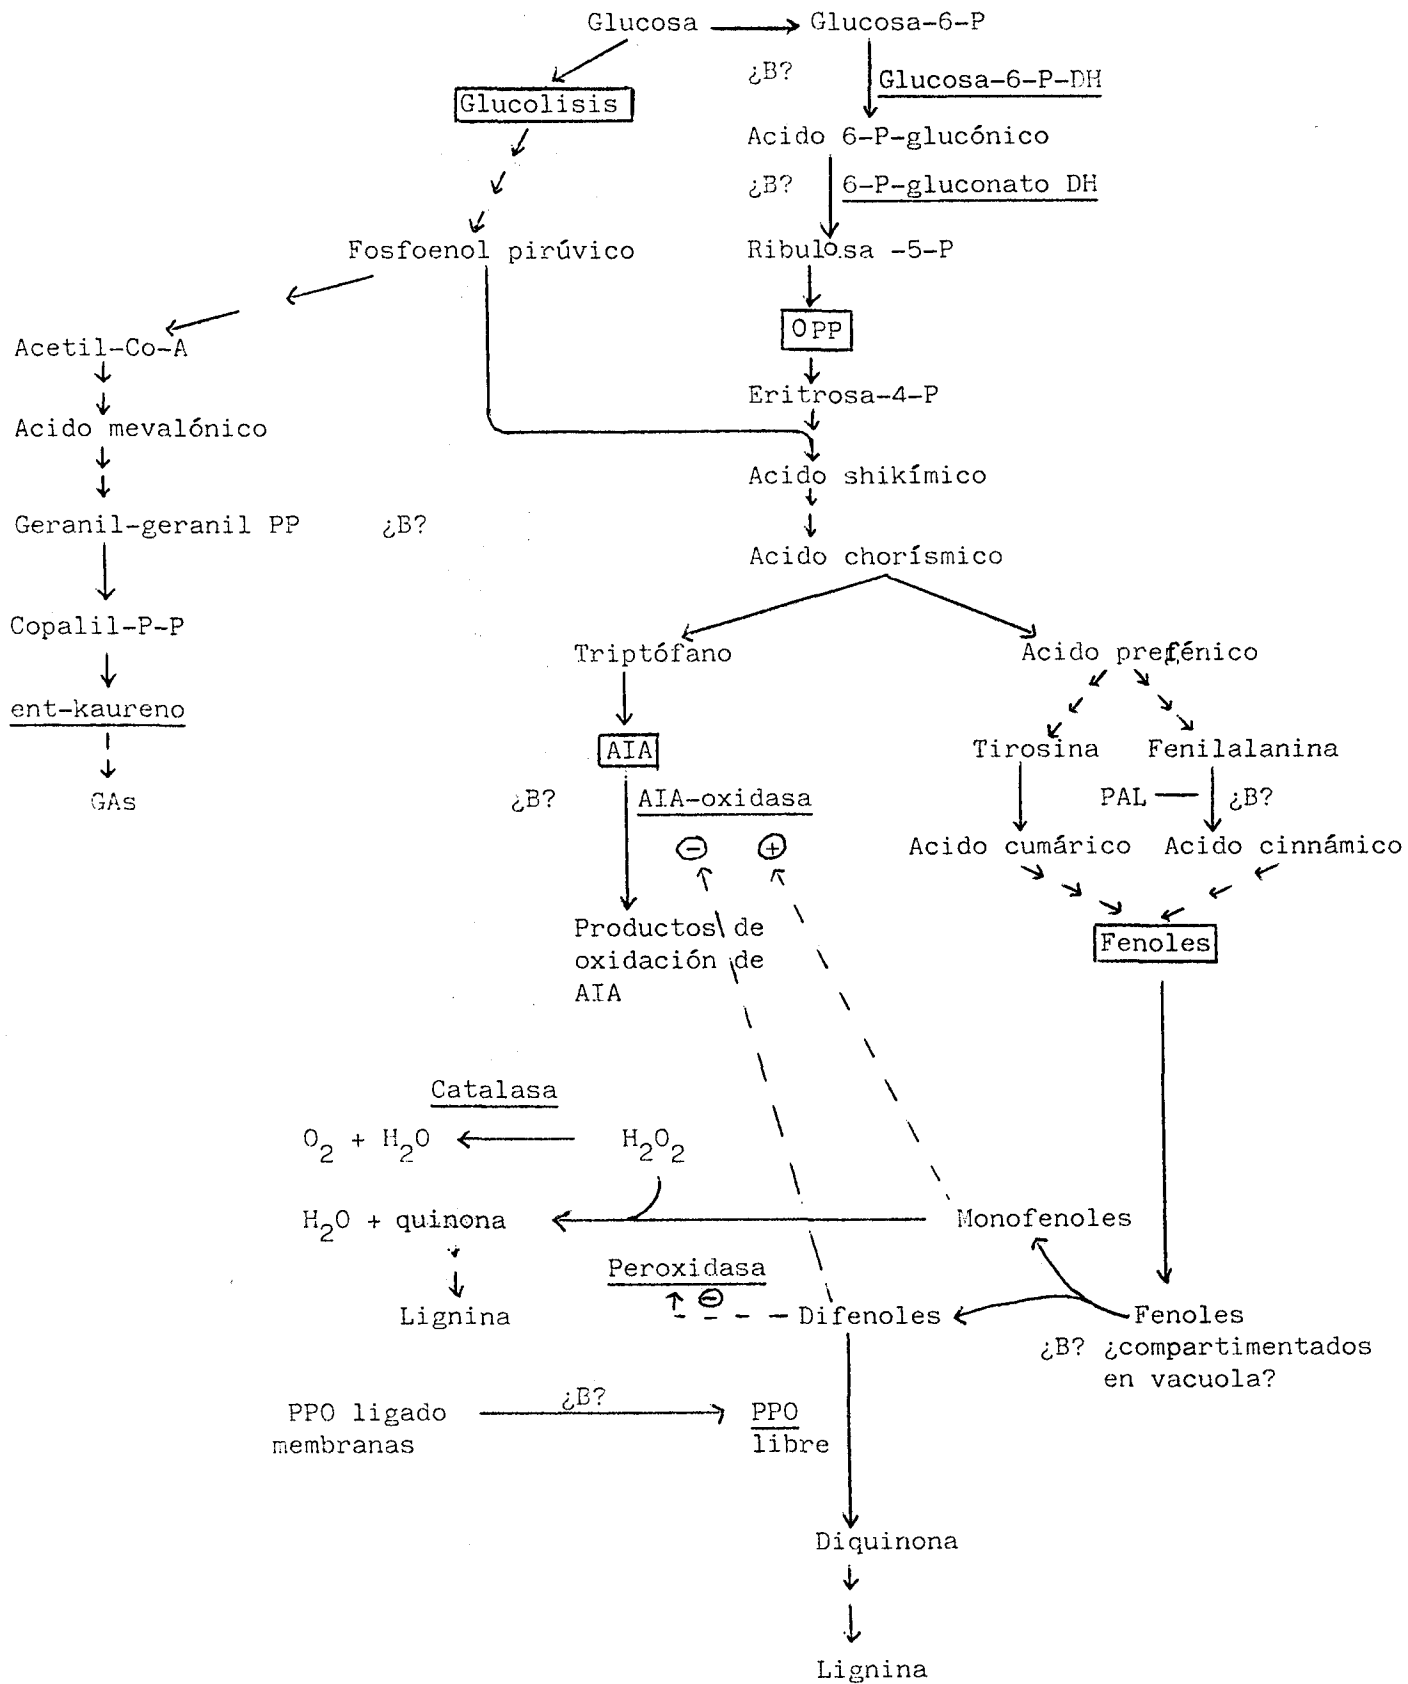 Glucosa Glucosa-6-P
¿B? Glucosa-6-P-DH
Glucolisis
Acido 6-P-glucónico
¿B? 6-P-gluconato DH
Fosfoenol pirúvico Ribulosa -5-P
OPP
Acetil-Co-A
Eritrosa-4-P
Acido mevalónico
Acido shikímico
Geranil-geranil PP ¿B?
Acido chorísmico
Copalil-P-P
Triptófano Acido prefénico
ent-kaureno
AIA Tirosina Fenilalanina
GAs ¿B? AIA-oxidasa PAL ¿B?
- +
Acido cumárico Acido cinnámico
Productos de
oxidación de
AIA
Fenoles
Catalasa
O2 + H2O H2O2
H2O + quinona Monofenoles
Peroxidasa
-
Lignina Difenoles Fenoles
¿B? ¿compartimentados
en vacuola?
¿B?
PPO ligado PPO
membranas libre
Diquinona
Lignina